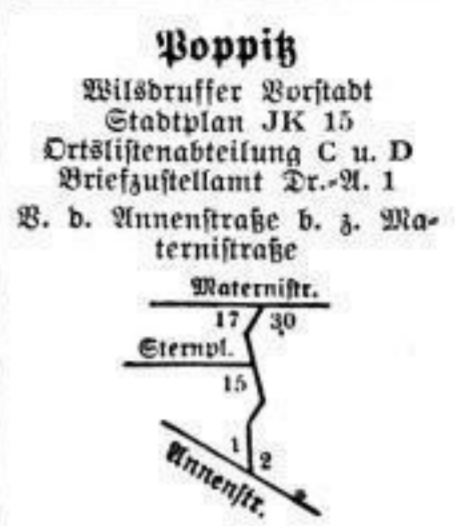 Poppitz
Wilsdruffer Vorstadt
Stadtplan JK 15
Ortslistenabteilung C u. D
Briefzustellamt Dr.-A. 1
V. d. Annenstraße b. z. Ma-
ternistraße
Maternistr.
17 30
Sternpl.
15
1 2
Annenstr.